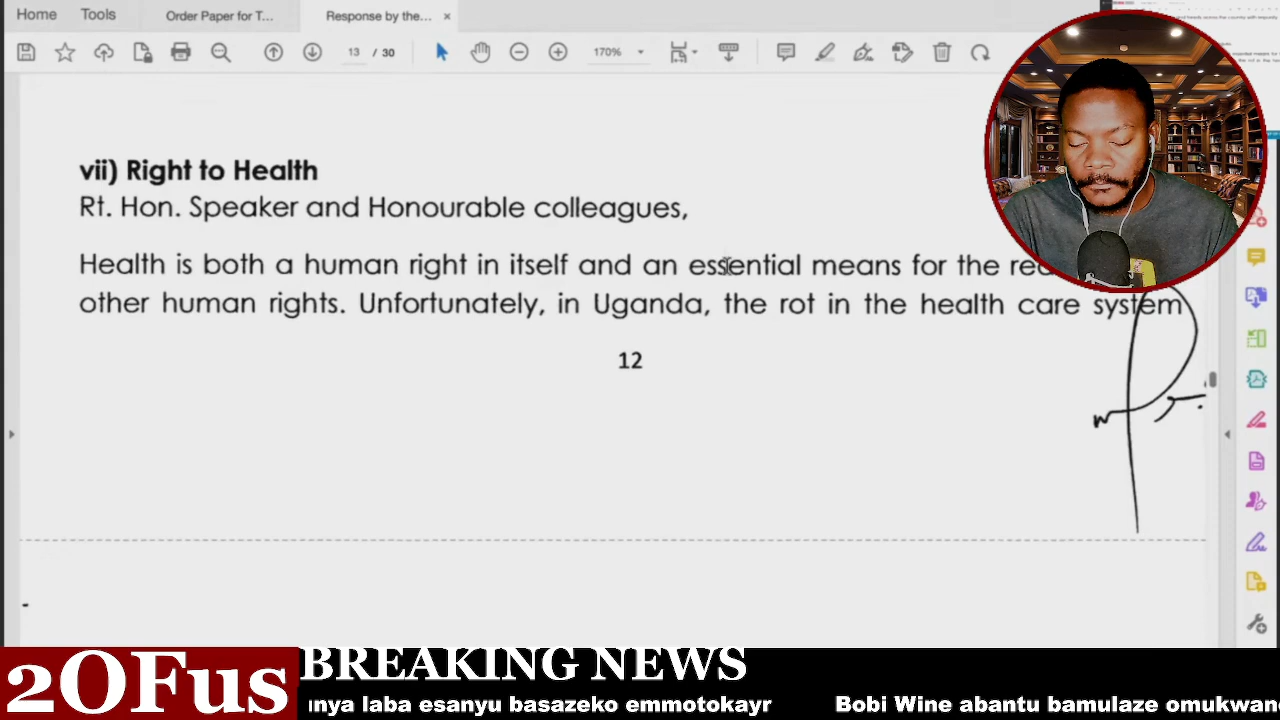 Home
Tools
Order Paper for T...
Response by the...
13 / 30
170%
vii) Right to Health
Rt. Hon. Speaker and Honourable colleagues,
Health is both a human right in itself and an essential means for the
other human rights. Unfortunately, in Uganda, the rot in the health care system
12
2OFus
BREAKING NEWS
laba esanyu basazeko emmotokayr
Bobi Wine abantu bamulaze omukwan